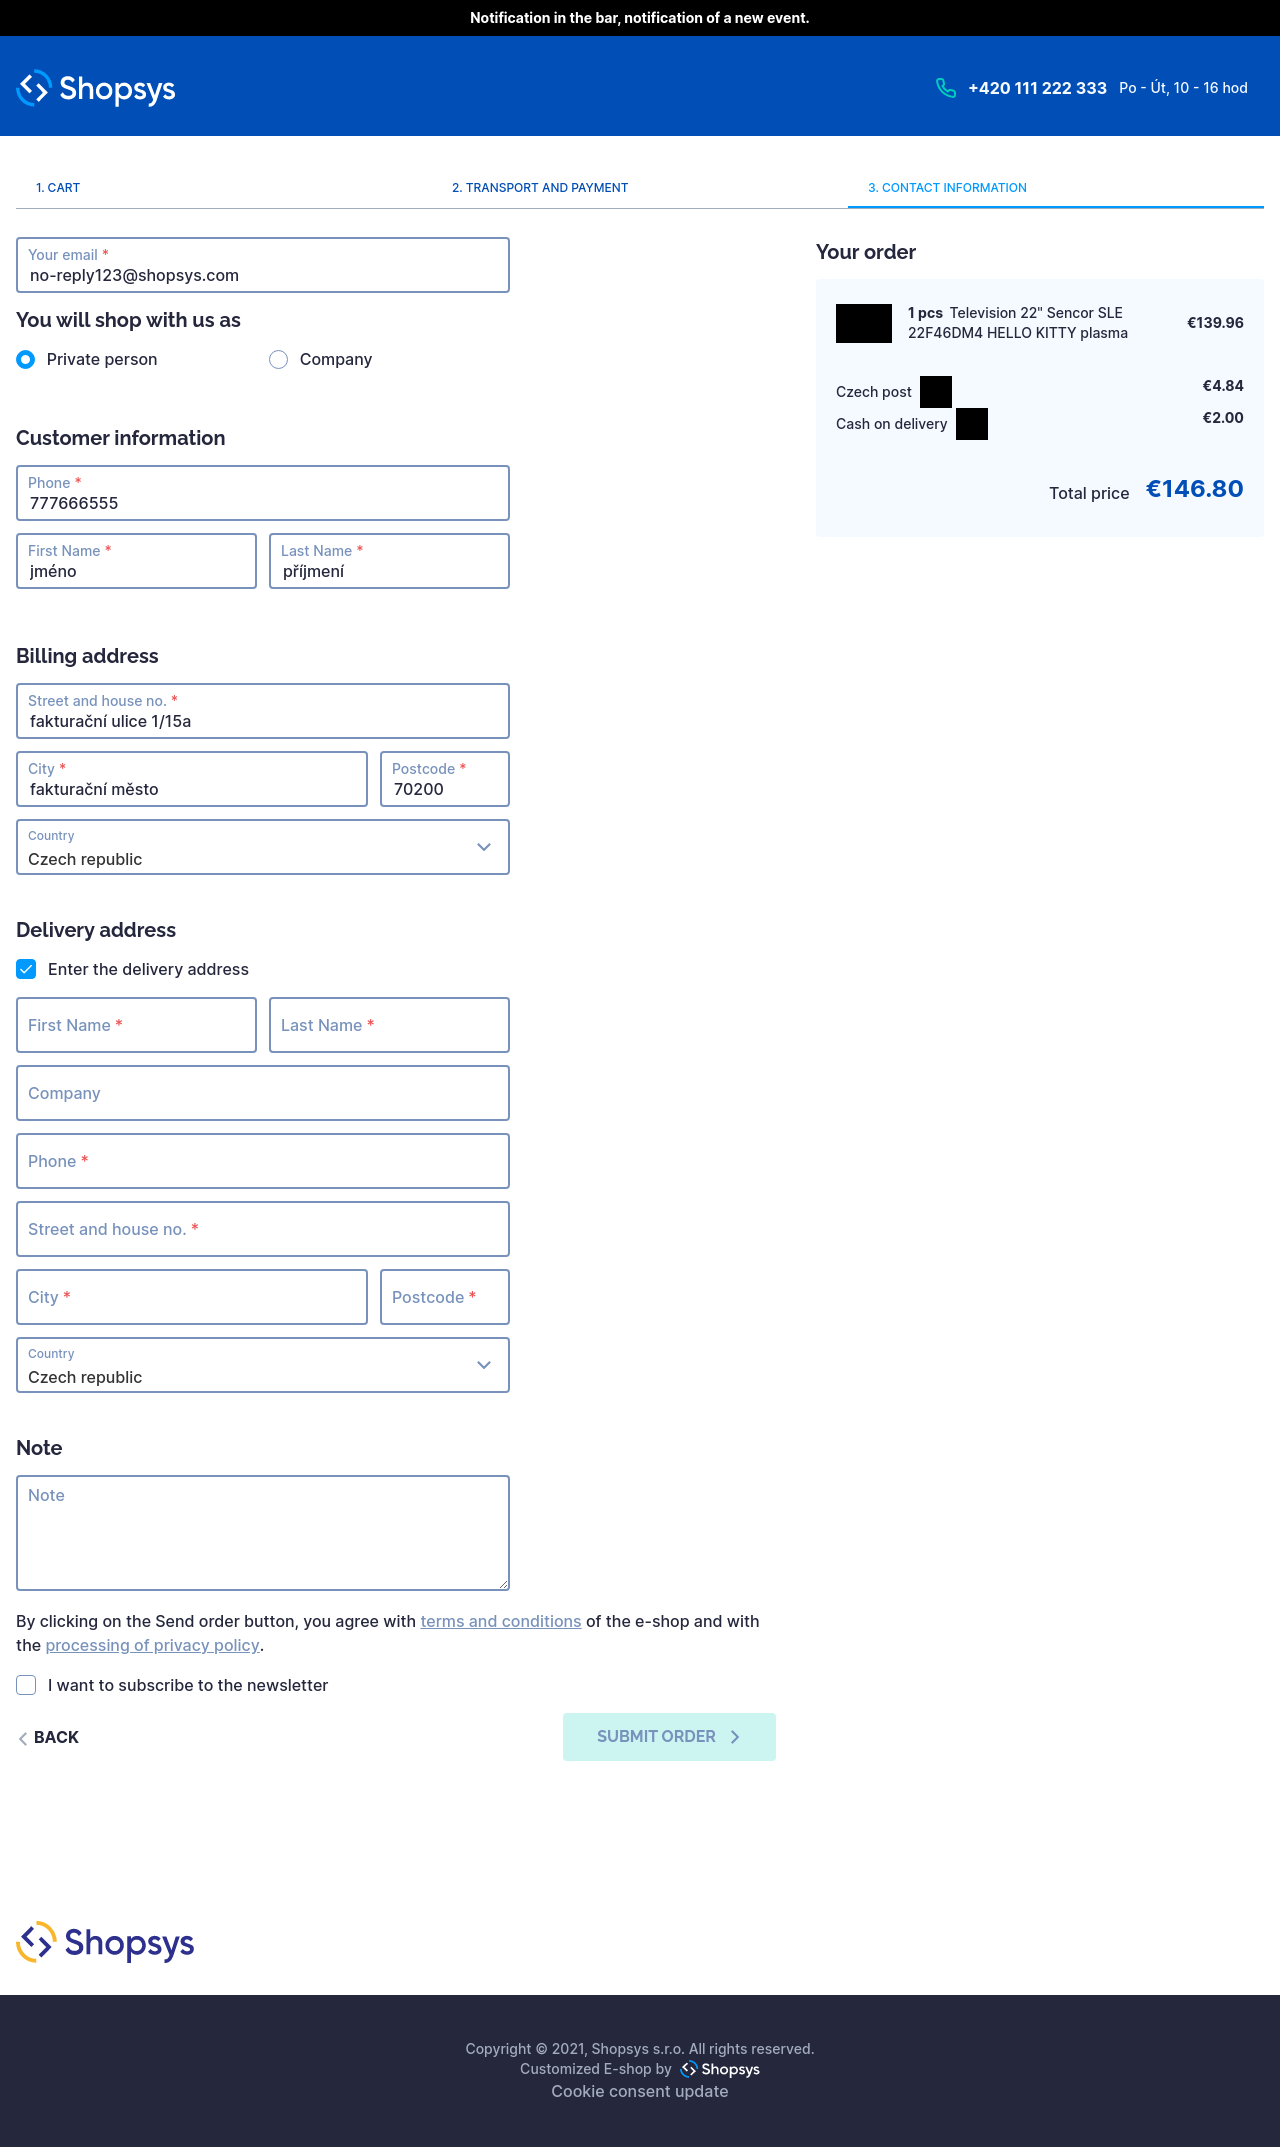 Notification in the bar, notification of a new event.
Shopsys
+420 111 222 333 Po - Út, 10 - 16 hod
1. CART
2. TRANSPORT AND PAYMENT
3. CONTACT INFORMATION
Your email *
no-reply123@shopsys.com
You will shop with us as
Private person
Company
Customer information
Phone *
777666555
First Name *
jméno
Last Name *
příjmení
Billing address
Street and house no. *
fakturační ulice 1/15a
City *
fakturační město
Postcode *
70200
Country
Czech republic
Delivery address
Enter the delivery address
First Name *
Last Name *
Company
Phone *
Street and house no. *
City *
Postcode *
Country
Czech republic
Note
Note
By clicking on the Send order button, you agree with terms and conditions of the e-shop and with
the processing of privacy policy.
I want to subscribe to the newsletter
BACK
SUBMIT ORDER
Your order
1 pcs Television 22" Sencor SLE
22F46DM4 HELLO KITTY plasma
€139.96
Czech post
€4.84
Cash on delivery
€2.00
Total price €146.80
Shopsys
Copyright © 2021, Shopsys s.r.o. All rights reserved.
Customized E-shop by Shopsys
Cookie consent update